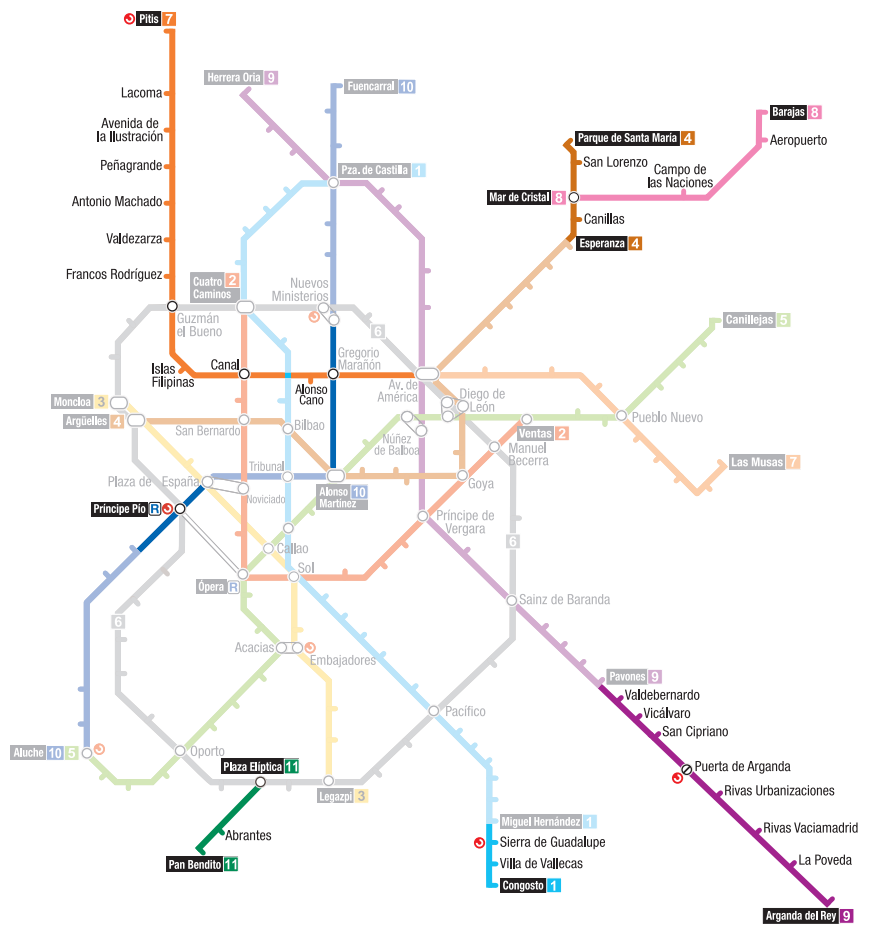 Pitis 7
Herrera Oria 9
Fuencarral 10
Lacoma
Barajas 8
Avenida de
la Ilustración
Parque de Santa María 4
Aeropuerto
Peñagrande
Pza. de Castilla 1
San Lorenzo
Campo de
las Naciones
Antonio Machado
Mar de Cristal 8
Canillas
Valdezarza
Esperanza 4
Francos Rodríguez
Cuatro 2
Caminos
Nuevos
Ministerios
Guzmán
el Bueno
6
Canillejas 5
Islas
Filipinas
Canal
Gregorio
Marañón
Alonso
Cano
Av. de
América
Diego de
León
Moncloa 3
Argüelles 4
San Bernardo
Bilbao
Núñez
de Balboa
Ventas 2
Manuel
Becerra
Pueblo Nuevo
Las Musas 7
Plaza de España
Tribunal
Noviciado
Alonso 10
Martínez
Goya
Príncipe Pío R
Príncipe de
Vergara
6
Callao
Sol
Ópera R
Sainz de Baranda
6
Acacias
Embajadores
Pavones 9
Valdebernardo
Vicálvaro
San Cipriano
Pacífico
Aluche 10 5
Oporto
Plaza Elíptica 11
Legazpi 3
Puerta de Arganda
Rivas Urbanizaciones
Miguel Hernández 1
Abrantes
Sierra de Guadalupe
Rivas Vaciamadrid
Pan Bendito 11
Villa de Vallecas
La Poveda
Congosto 1
Arganda del Rey 9